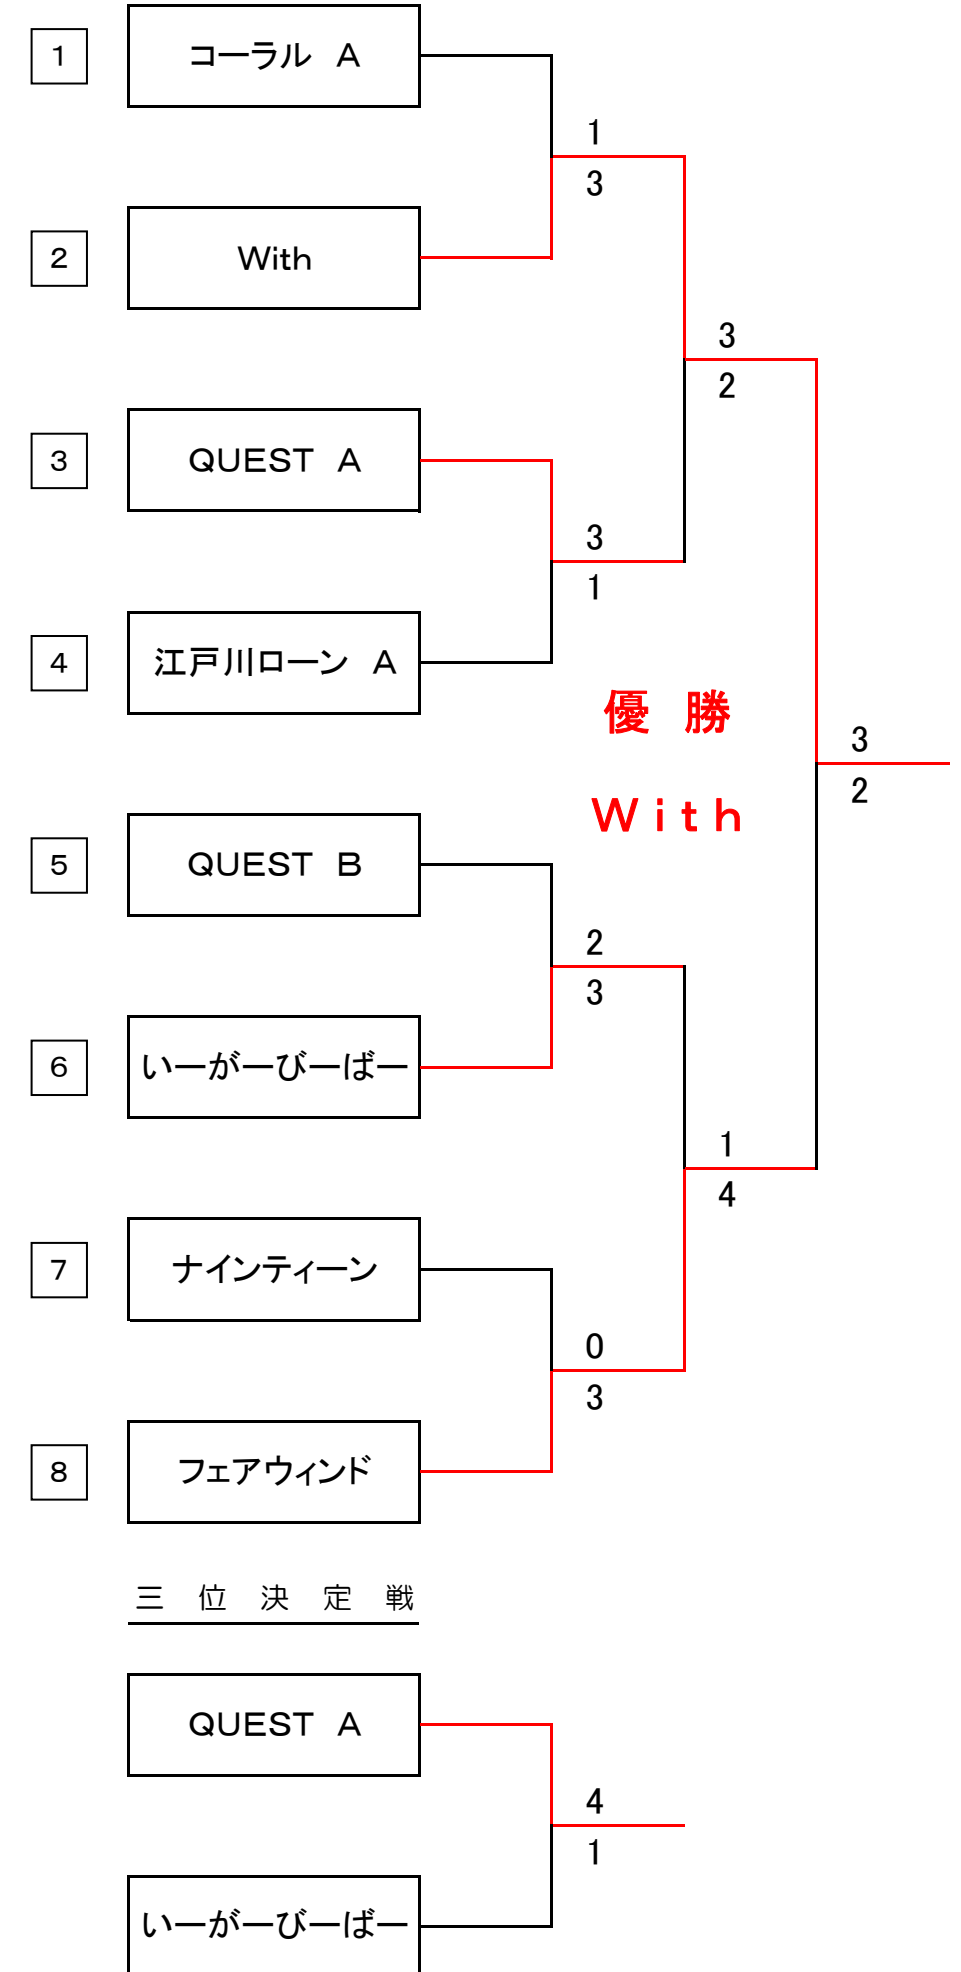 1 コーラル A
1
3
2 With
3
2
3 QUEST A
3
1
4 江戸川ローン A
優 勝
3
2
With
5 QUEST B
2
3
6 いーがーびーばー
1
4
7 ナインティーン
0
3
8 フェアウィンド
三 位 決 定 戦
QUEST A
4
1
いーがーびーばー